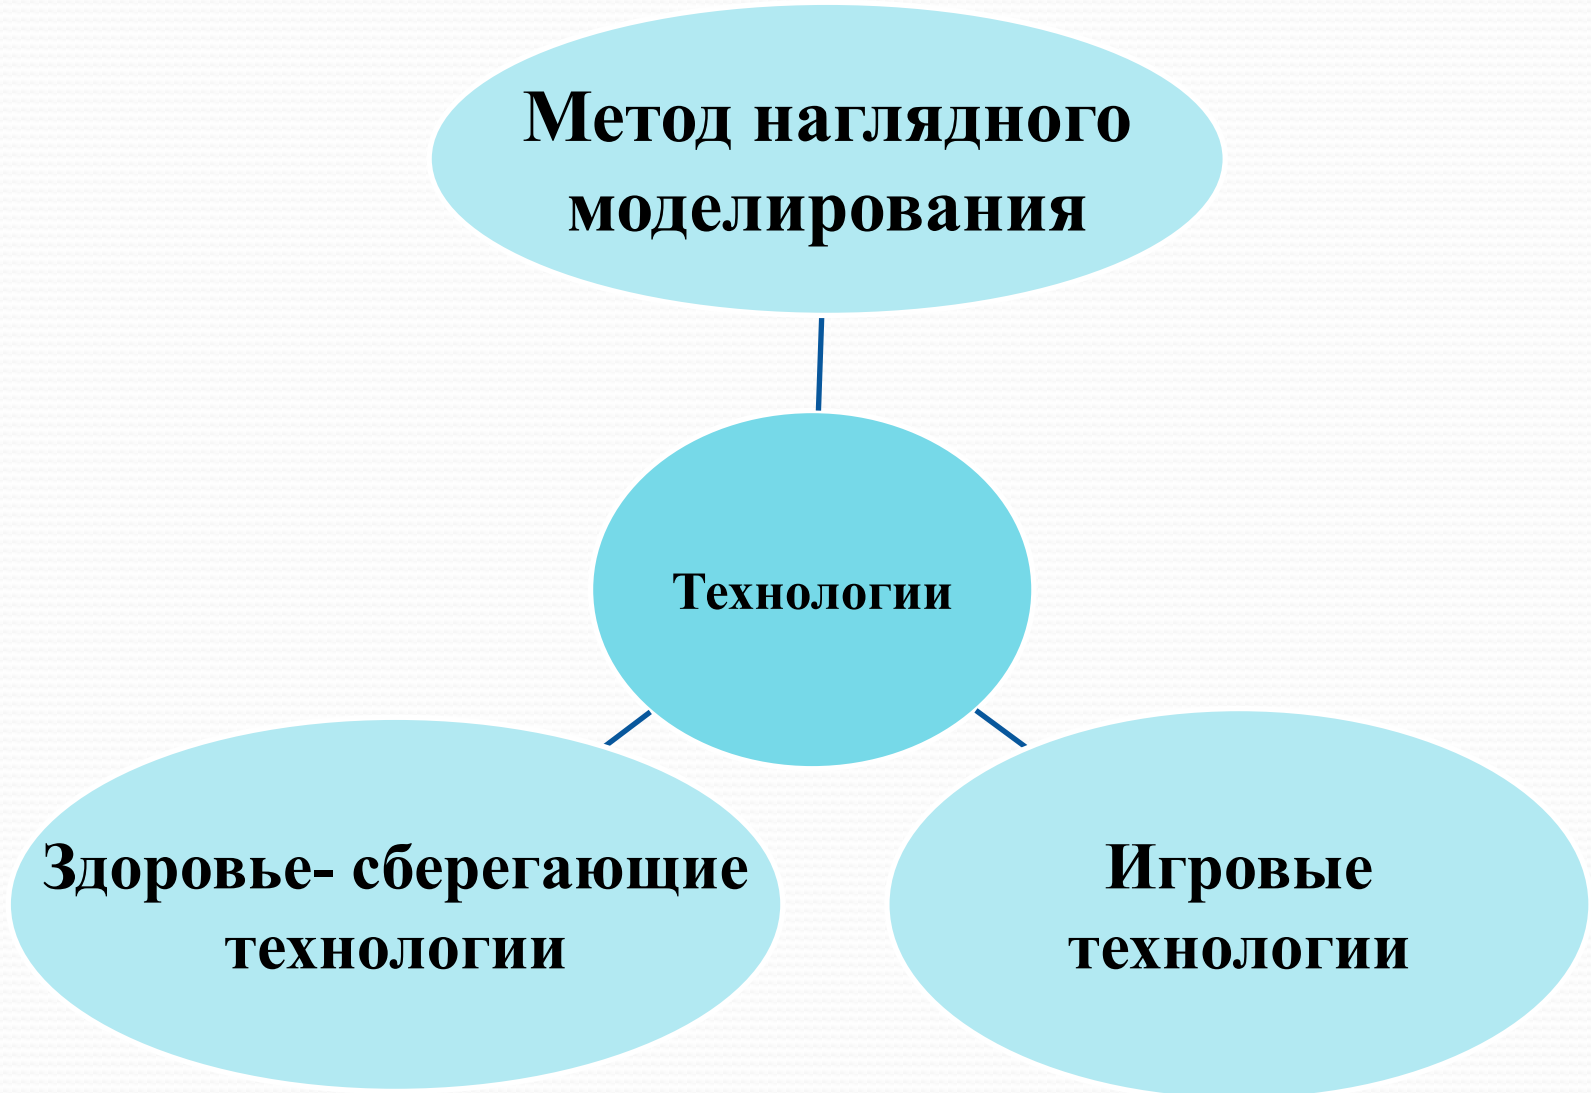 Метод наглядного
моделирования
Технологии
Здоровье- сберегающие
технологии
Игровые
технологии